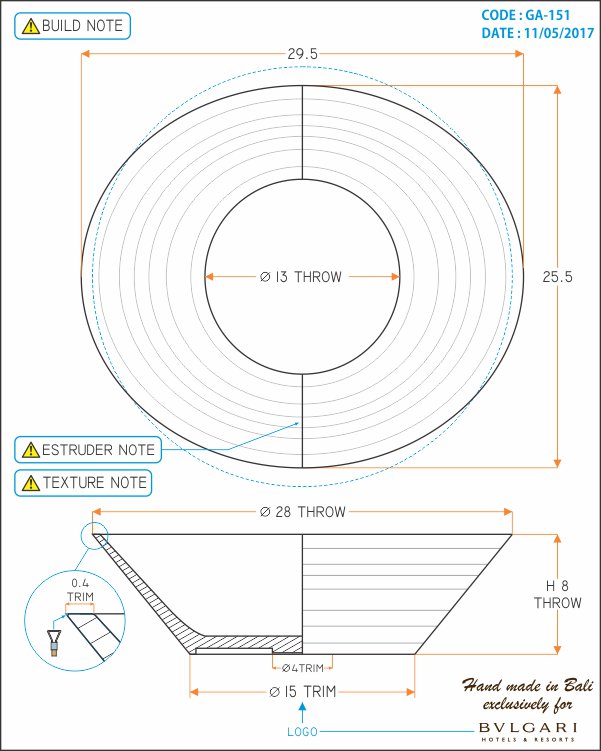 BUILD NOTE
CODE : GA-151
DATE : 11/05/2017
29.5
Ø 13 THROW
25.5
ESTRUDER NOTE
TEXTURE NOTE
Ø 28 THROW
0.4
TRIM
H 8
THROW
Ø4TRIM
Ø 15 TRIM
LOGO
Hand made in Bali
exclusively for
BVLGARI
HOTELS & RESORTS